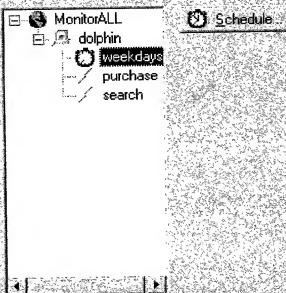 MonitorALL
Schedule...
dolphin
weekdays
purchase
search